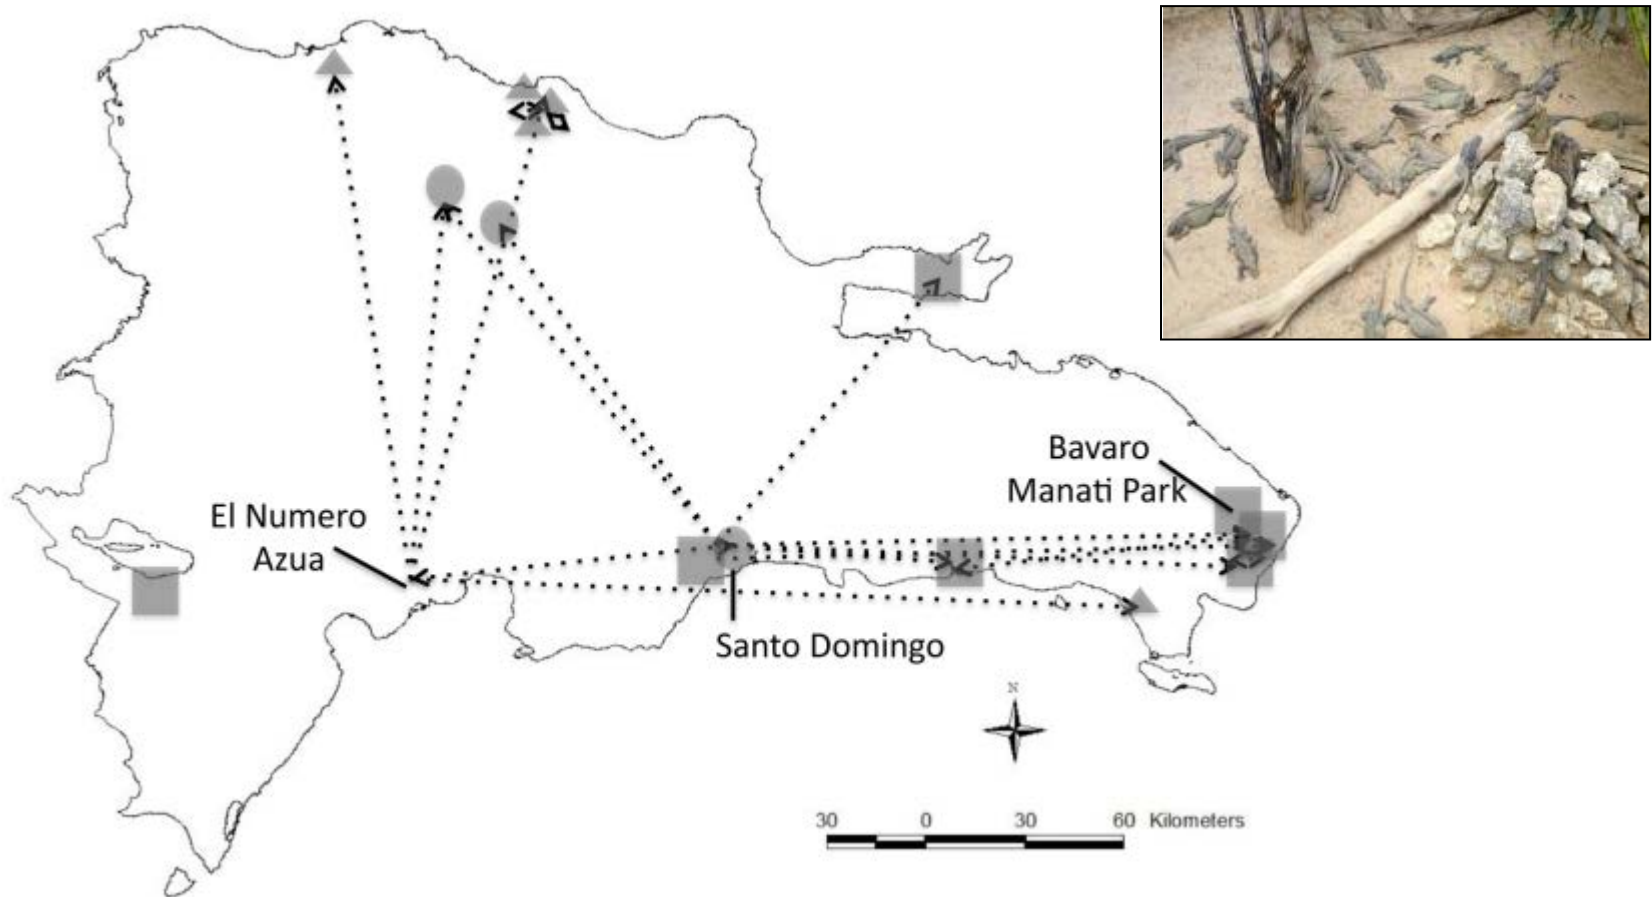 Bavaro
Manati Park
El Numero
Azua
Santo Domingo
N
30 0 30 60 Kilometers